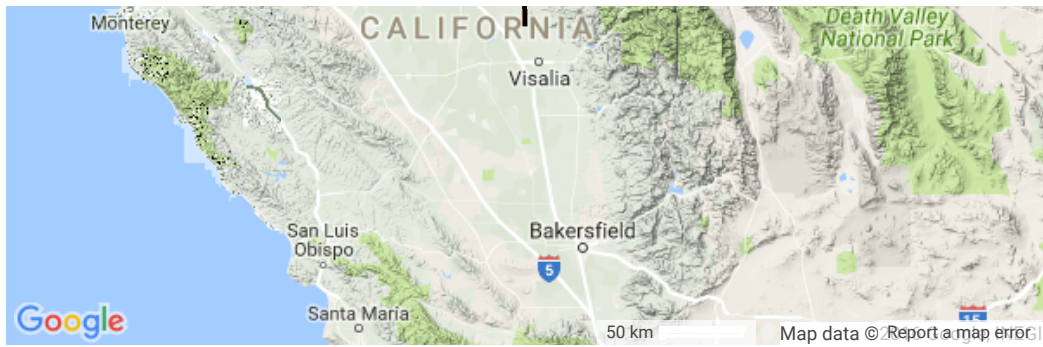 Monterey
CALIFORNIA
Death Valley
National Park
Visalia
San Luis
Obispo
Bakersfield
5
Santa Maria
Google
50 km
Map data ©
Report a map error
15